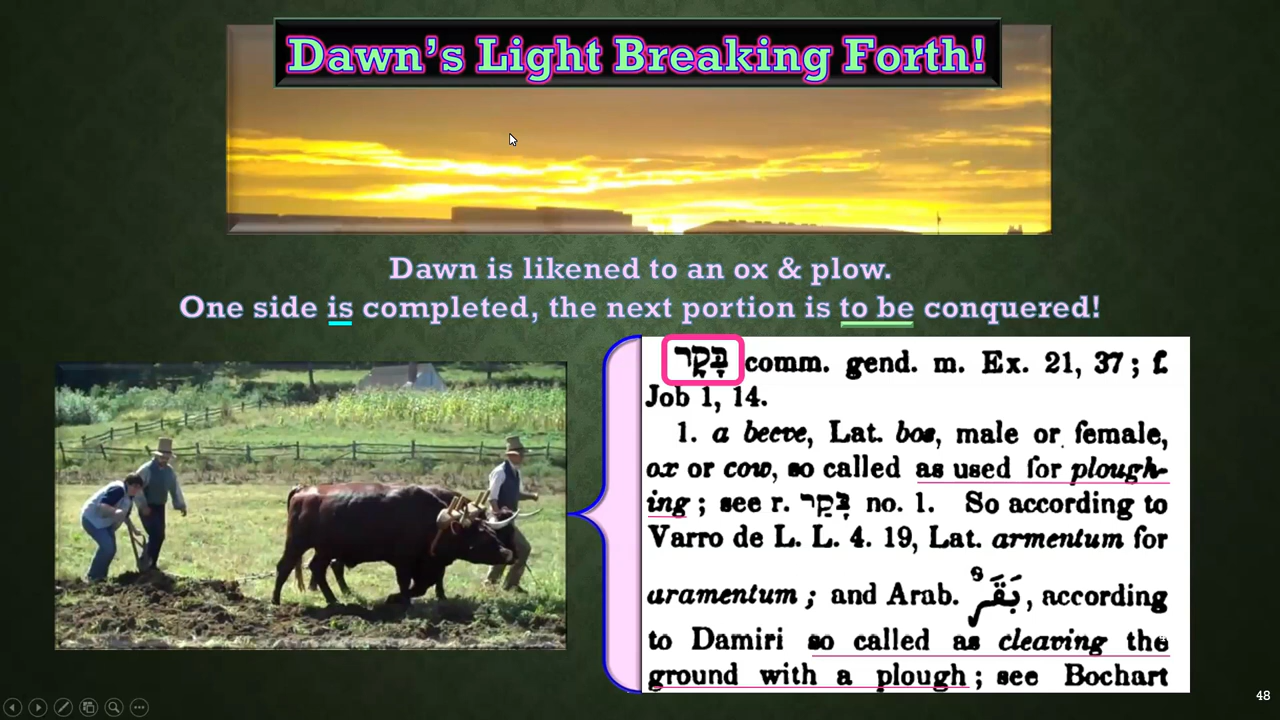 Dawn's Light Breaking Forth!
Dawn is likened to an ox & plow.
One side is completed, the next portion is to be conquered!
בָּקָר comm. gend. m. Ex. 21, 37; f.
Job 1, 14.
1. a beeve, Lat. bos, male or female,
ox or cow, so called as used for plough-
ing; see r. בָּקַר no. 1. So according to
Varro de L. L. 4. 19, Lat. armentum for
aramentum; and Arab. بَقَر, according
to Damiri so called as cleaving the
ground with a plough; see Bochart
48